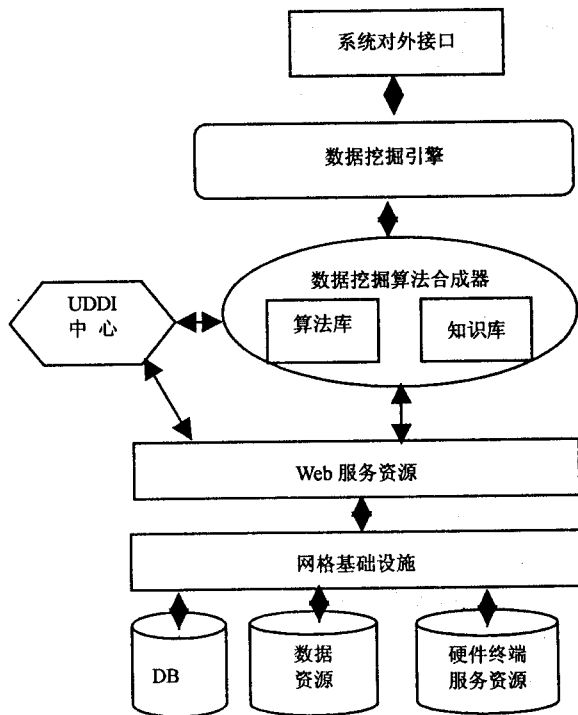 系统对外接口
数据挖掘引擎
数据挖掘算法合成器
UDDI
中 心
算法库
知识库
Web 服务资源
网格基础设施
DB
数据
资源
硬件终端
服务资源